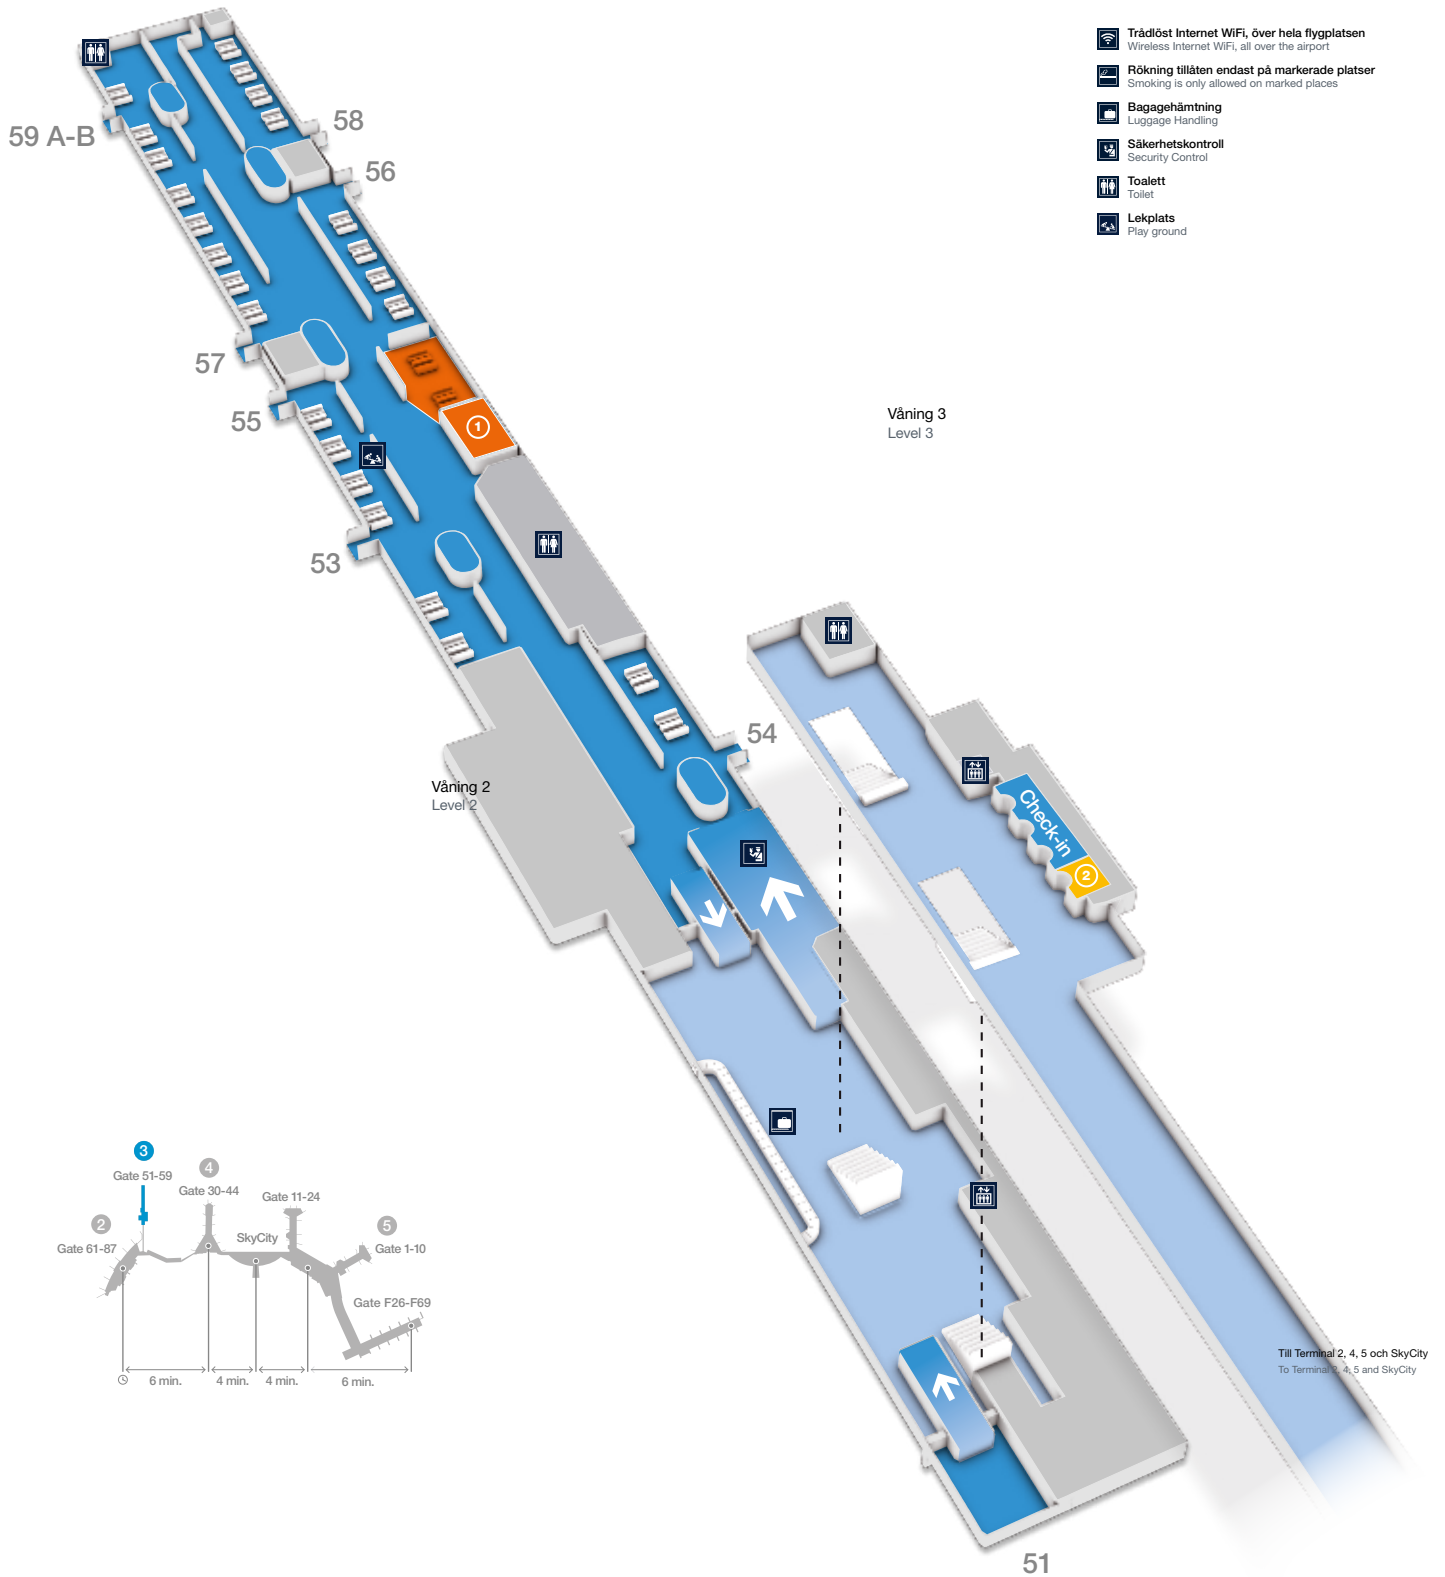 Trådlöst Internet WiFi, över hela flygplatsen
Wireless Internet WiFi, all over the airport
Rökning tillåten endast på markerade platser
Smoking is only allowed on marked places
Bagagehämtning
Luggage Handling
Säkerhetskontroll
Security Control
Toalett
Toilet
Lekplats
Play ground
59 A-B
58
56
57
55
53
54
51
1
Våning 3
Level 3
Våning 2
Level 2
Check-in
2
Till Terminal 2, 4, 5 och SkyCity
To Terminal 2, 4, 5 and SkyCity
3
Gate 51-59
4
Gate 30-44
Gate 11-24
2
Gate 61-87
SkyCity
5
Gate 1-10
Gate F26-F69
6 min.
4 min.
4 min.
6 min.